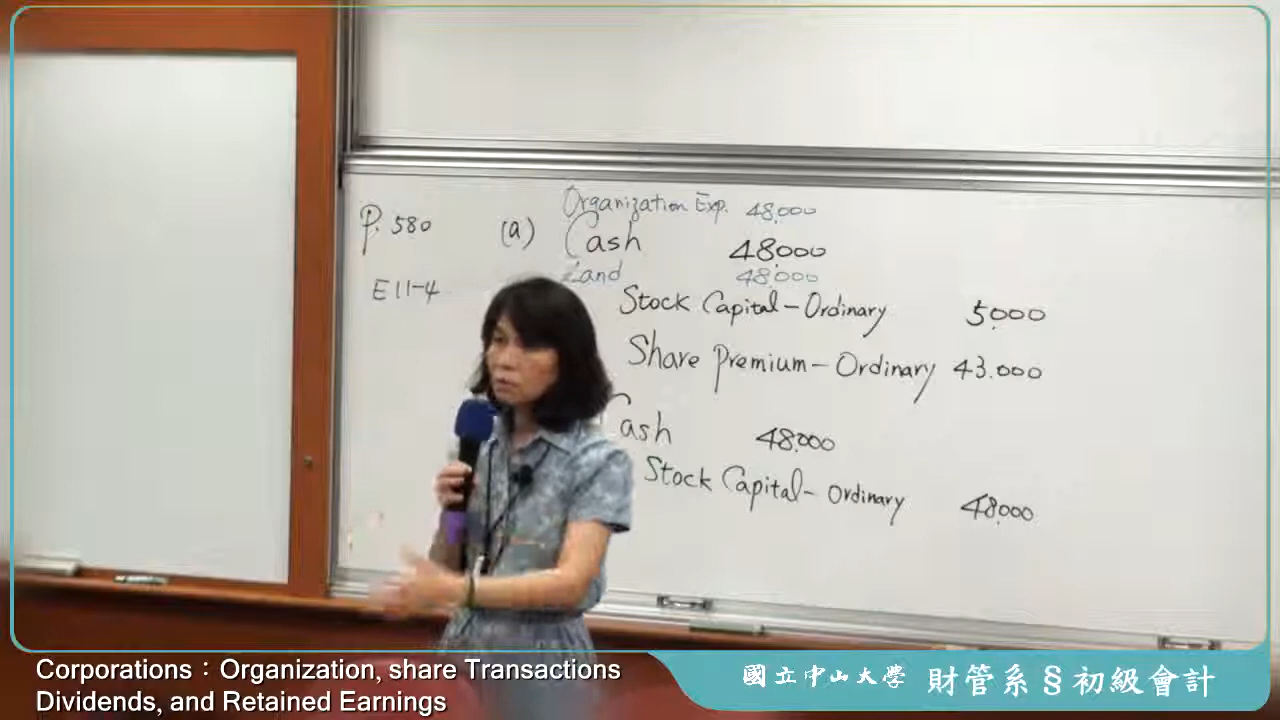 P. 580
(a)
Organization Exp. 48.000
Cash 48.000
Land 48.000
E11-4
Stock Capital-Ordinary 5.000
Share Premium-Ordinary 43.000
Cash 48.000
Stock Capital-Ordinary 48.000
Corporations：Organization, share Transactions
Dividends, and Retained Earnings
國立中山大學 財管系§初級會計